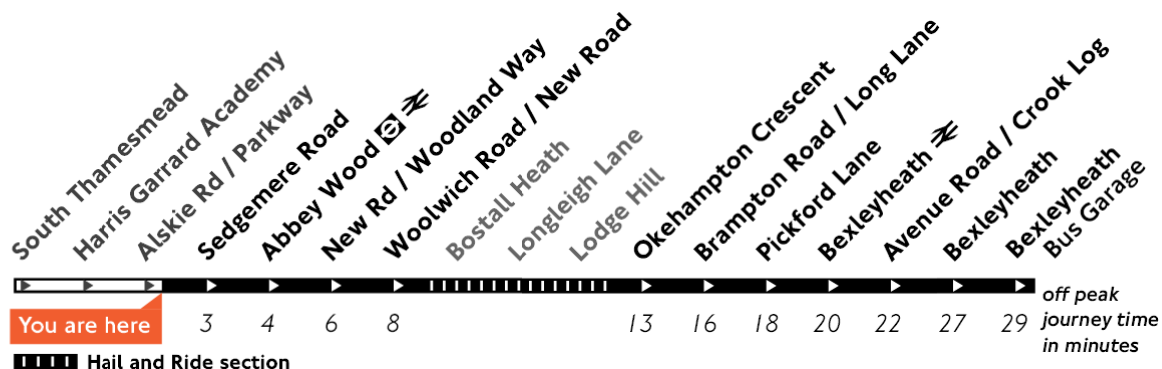 South Thamesmead
Harris Garrard Academy
Alskie Rd / Parkway
Sedgemere Road
Abbey Wood
New Rd / Woodland Way
Woolwich Road / New Road
Bostall Heath
Longleigh Lane
Lodge Hill
Okehampton Crescent
Brampton Road / Long Lane
Pickford Lane
Bexleyheath
Avenue Road / Crook Log
Bexleyheath
Bexleyheath
Bus Garage
You are here
3 4 6 8 13 16 18 20 22 27 29
off peak
journey time
in minutes
Hail and Ride section